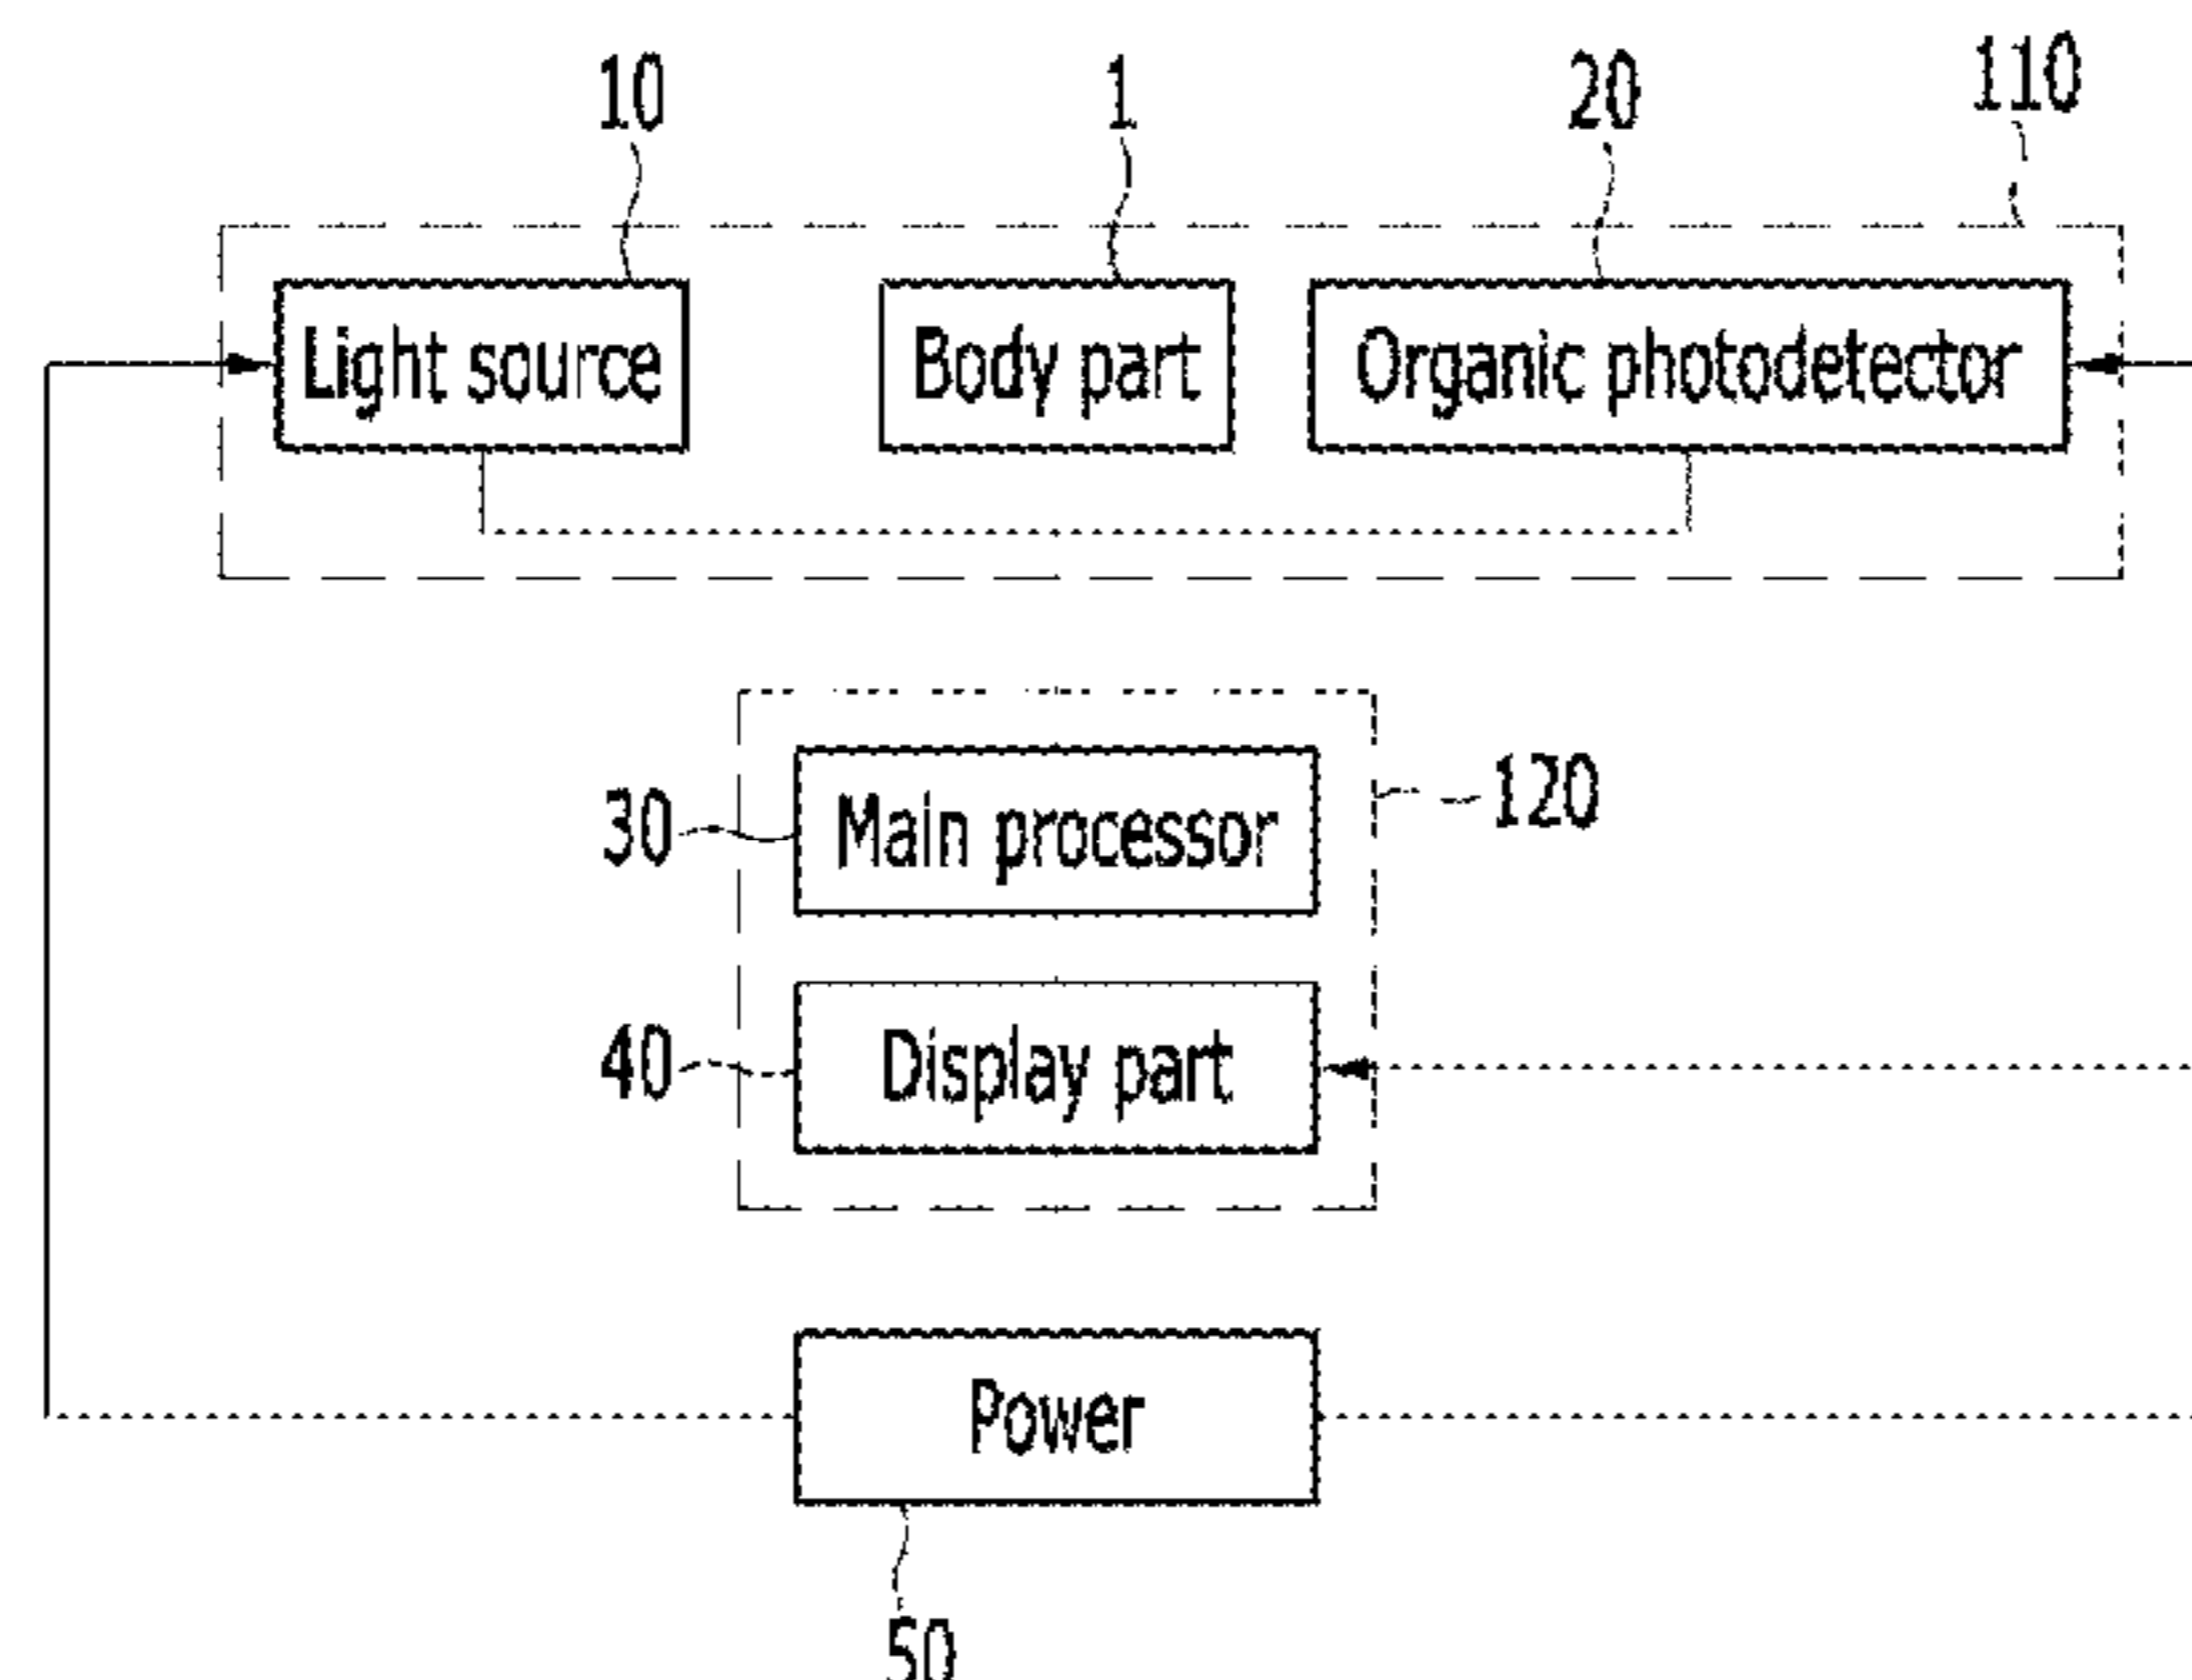 10 1 20 110
Light source Body part Organic photodetector
30 Main processor 120
40 Display part
Power
50